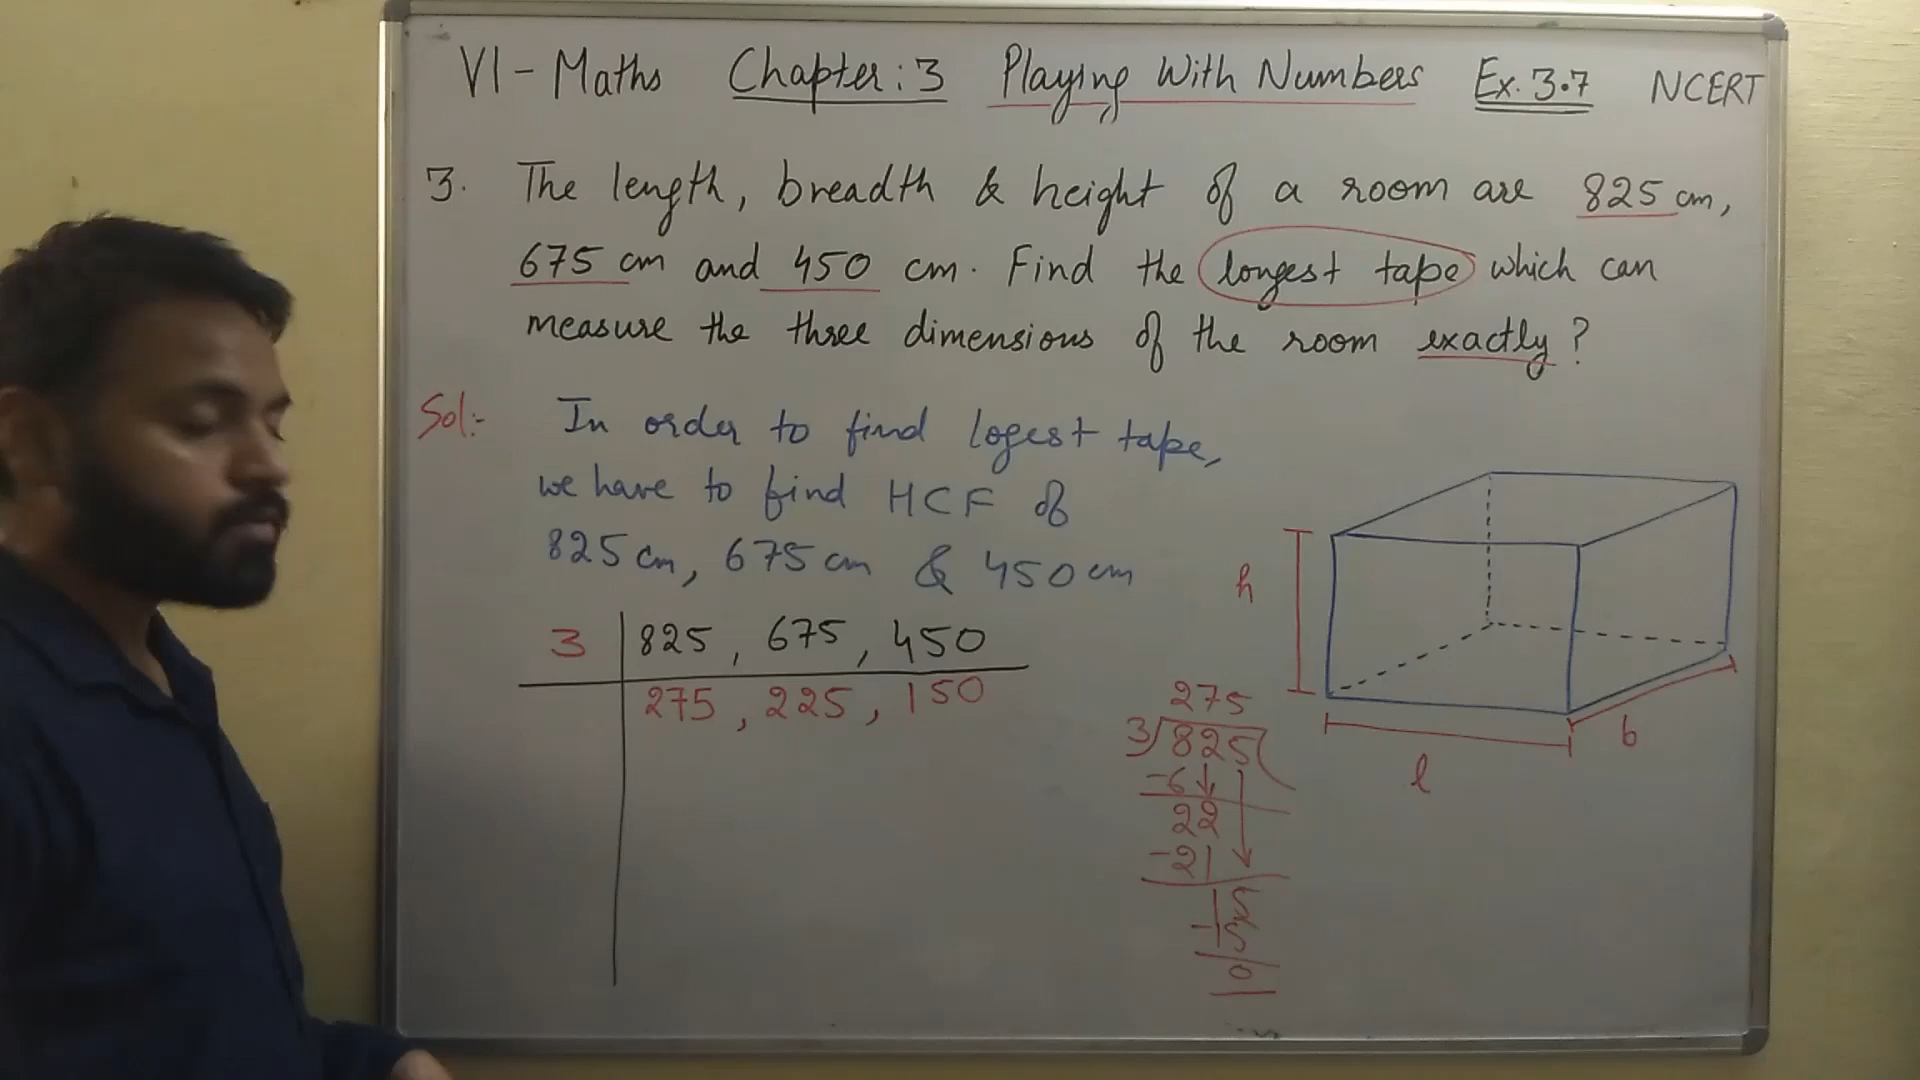 VI - Maths Chapter: 3 Playing With Numbers Ex. 3.7 NCERT
3. The length, breadth & height of a room are 825 cm,
675 cm and 450 cm. Find the longest tape which can
measure the three dimensions of the room exactly?
Sol:- In order to find logest tape,
we have to find HCF of
825 cm, 675 cm & 450 cm
3 825, 675, 450
275, 225, 150
275
3 825
-6
22
-21
15
-15
0
h
l
b